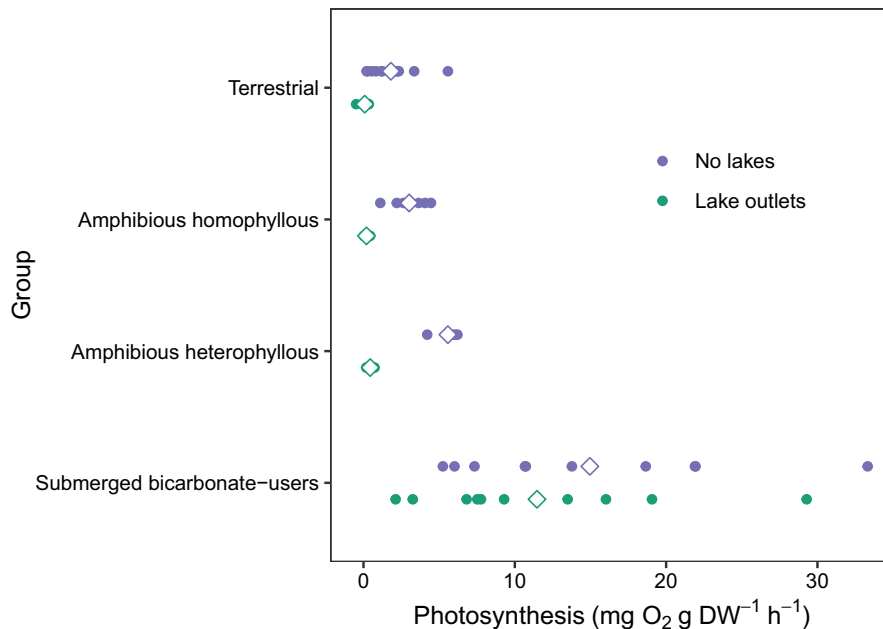 Group
Terrestrial
Amphibious homophyllous
Amphibious heterophyllous
Submerged bicarbonate−users
No lakes
Lake outlets
0 10 20 30
Photosynthesis (mg O₂ g DW⁻¹ h⁻¹)